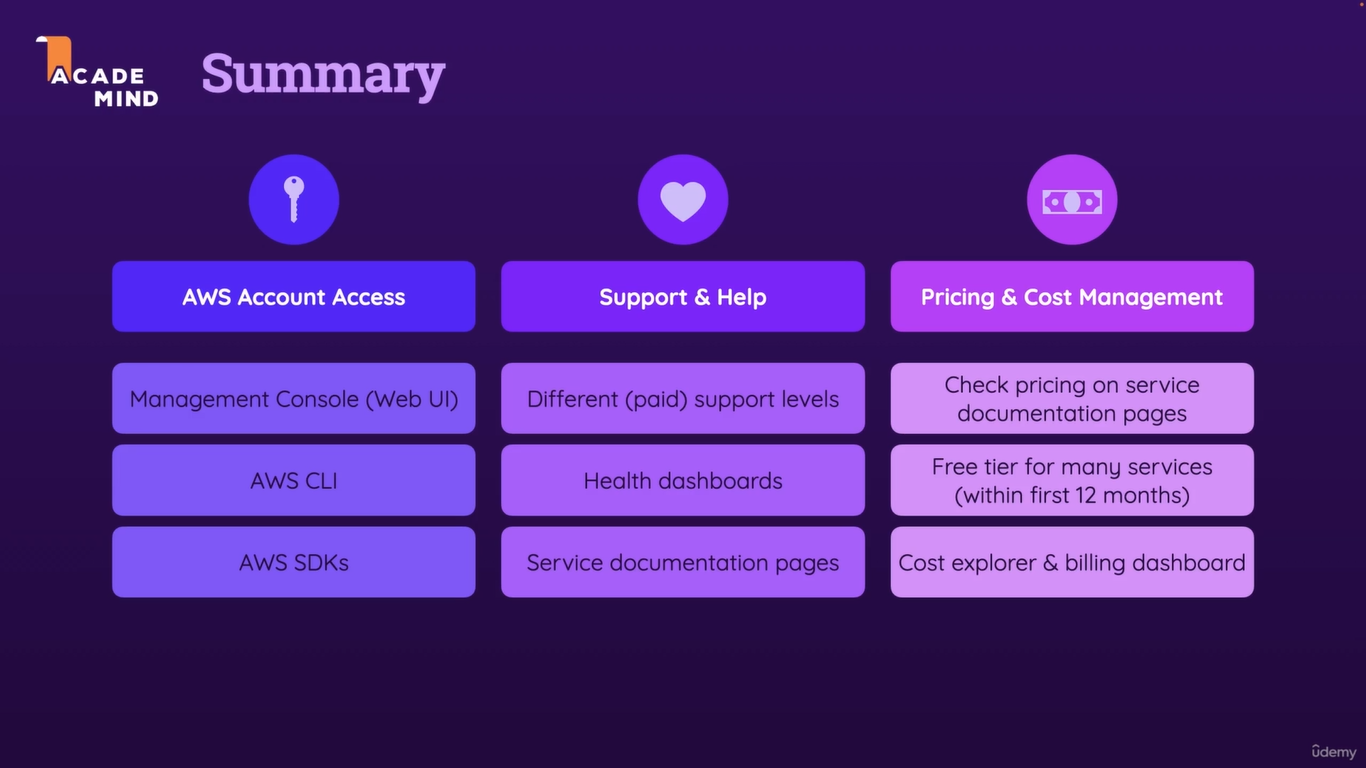 ACADE
MIND
Summary
AWS Account Access
Management Console (Web UI)
AWS CLI
AWS SDKs
Support & Help
Different (paid) support levels
Health dashboards
Service documentation pages
Pricing & Cost Management
Check pricing on service
documentation pages
Free tier for many services
(within first 12 months)
Cost explorer & billing dashboard
udemy